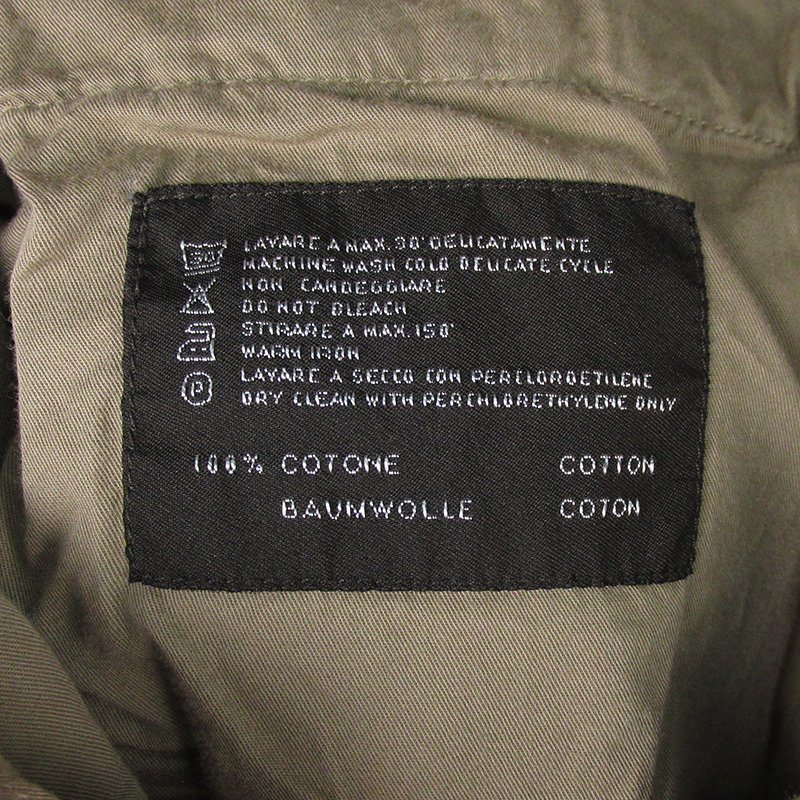 30°
LAVARE A MAX. 30° DELICATAMENTE
MACHINE WASH COLD DELICATE CYCLE
NON CANDEGGIARE
DO NOT BLEACH
STIRARE A MAX. 150°
WARM IRON
P
LAVARE A SECCO CON PERCLOROETILENE
DRY CLEAN WITH PERCHLORETHYLENE ONLY
100% COTONE COTTON
BAUMWOLLE COTON